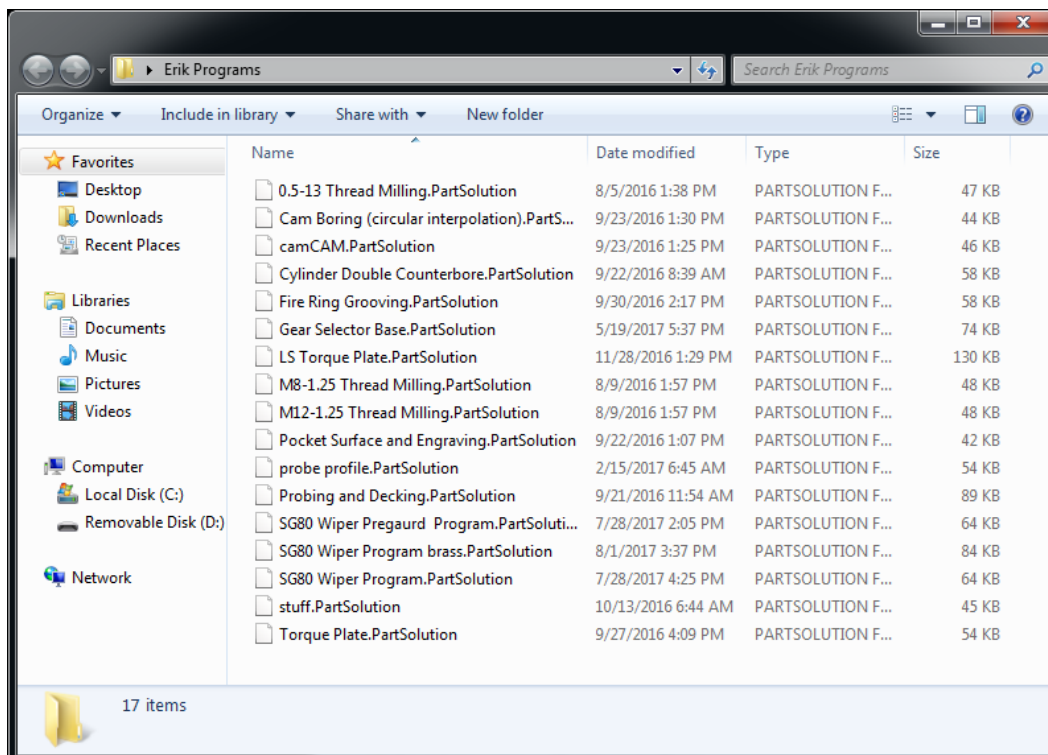 Erik Programs
Search Erik Programs
Organize Include in library Share with New folder
Name Date modified Type Size
Favorites
Desktop
Downloads
Recent Places
Libraries
Documents
Music
Pictures
Videos
Computer
Local Disk (C:)
Removable Disk (D:)
Network
0.5-13 Thread Milling.PartSolution 8/5/2016 1:38 PM PARTSOLUTION F... 47 KB
Cam Boring (circular interpolation).PartS... 9/23/2016 1:30 PM PARTSOLUTION F... 44 KB
camCAM.PartSolution 9/23/2016 1:25 PM PARTSOLUTION F... 46 KB
Cylinder Double Counterbore.PartSolution 9/22/2016 8:39 AM PARTSOLUTION F... 58 KB
Fire Ring Grooving.PartSolution 9/30/2016 2:17 PM PARTSOLUTION F... 58 KB
Gear Selector Base.PartSolution 5/19/2017 5:37 PM PARTSOLUTION F... 74 KB
LS Torque Plate.PartSolution 11/28/2016 1:29 PM PARTSOLUTION F... 130 KB
M8-1.25 Thread Milling.PartSolution 8/9/2016 1:57 PM PARTSOLUTION F... 48 KB
M12-1.25 Thread Milling.PartSolution 8/9/2016 1:57 PM PARTSOLUTION F... 48 KB
Pocket Surface and Engraving.PartSolution 9/22/2016 1:07 PM PARTSOLUTION F... 42 KB
probe profile.PartSolution 2/15/2017 6:45 AM PARTSOLUTION F... 54 KB
Probing and Decking.PartSolution 9/21/2016 11:54 AM PARTSOLUTION F... 89 KB
SG80 Wiper Pregaurd  Program.PartSoluti... 7/28/2017 2:05 PM PARTSOLUTION F... 64 KB
SG80 Wiper Program brass.PartSolution 8/1/2017 3:37 PM PARTSOLUTION F... 84 KB
SG80 Wiper Program.PartSolution 7/28/2017 4:25 PM PARTSOLUTION F... 64 KB
stuff.PartSolution 10/13/2016 6:44 AM PARTSOLUTION F... 45 KB
Torque Plate.PartSolution 9/27/2016 4:09 PM PARTSOLUTION F... 54 KB
17 items